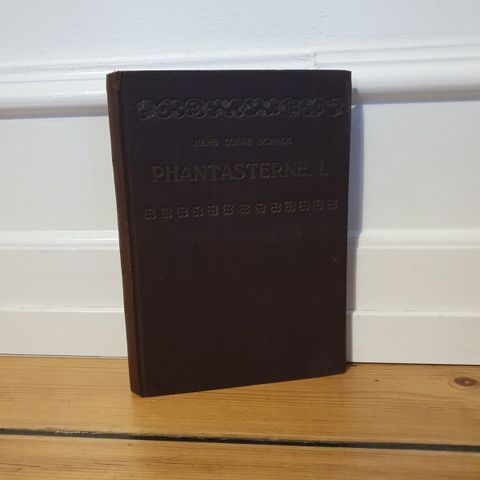 HANS EGEDE SCHACK
PHANTASTERNE. I.